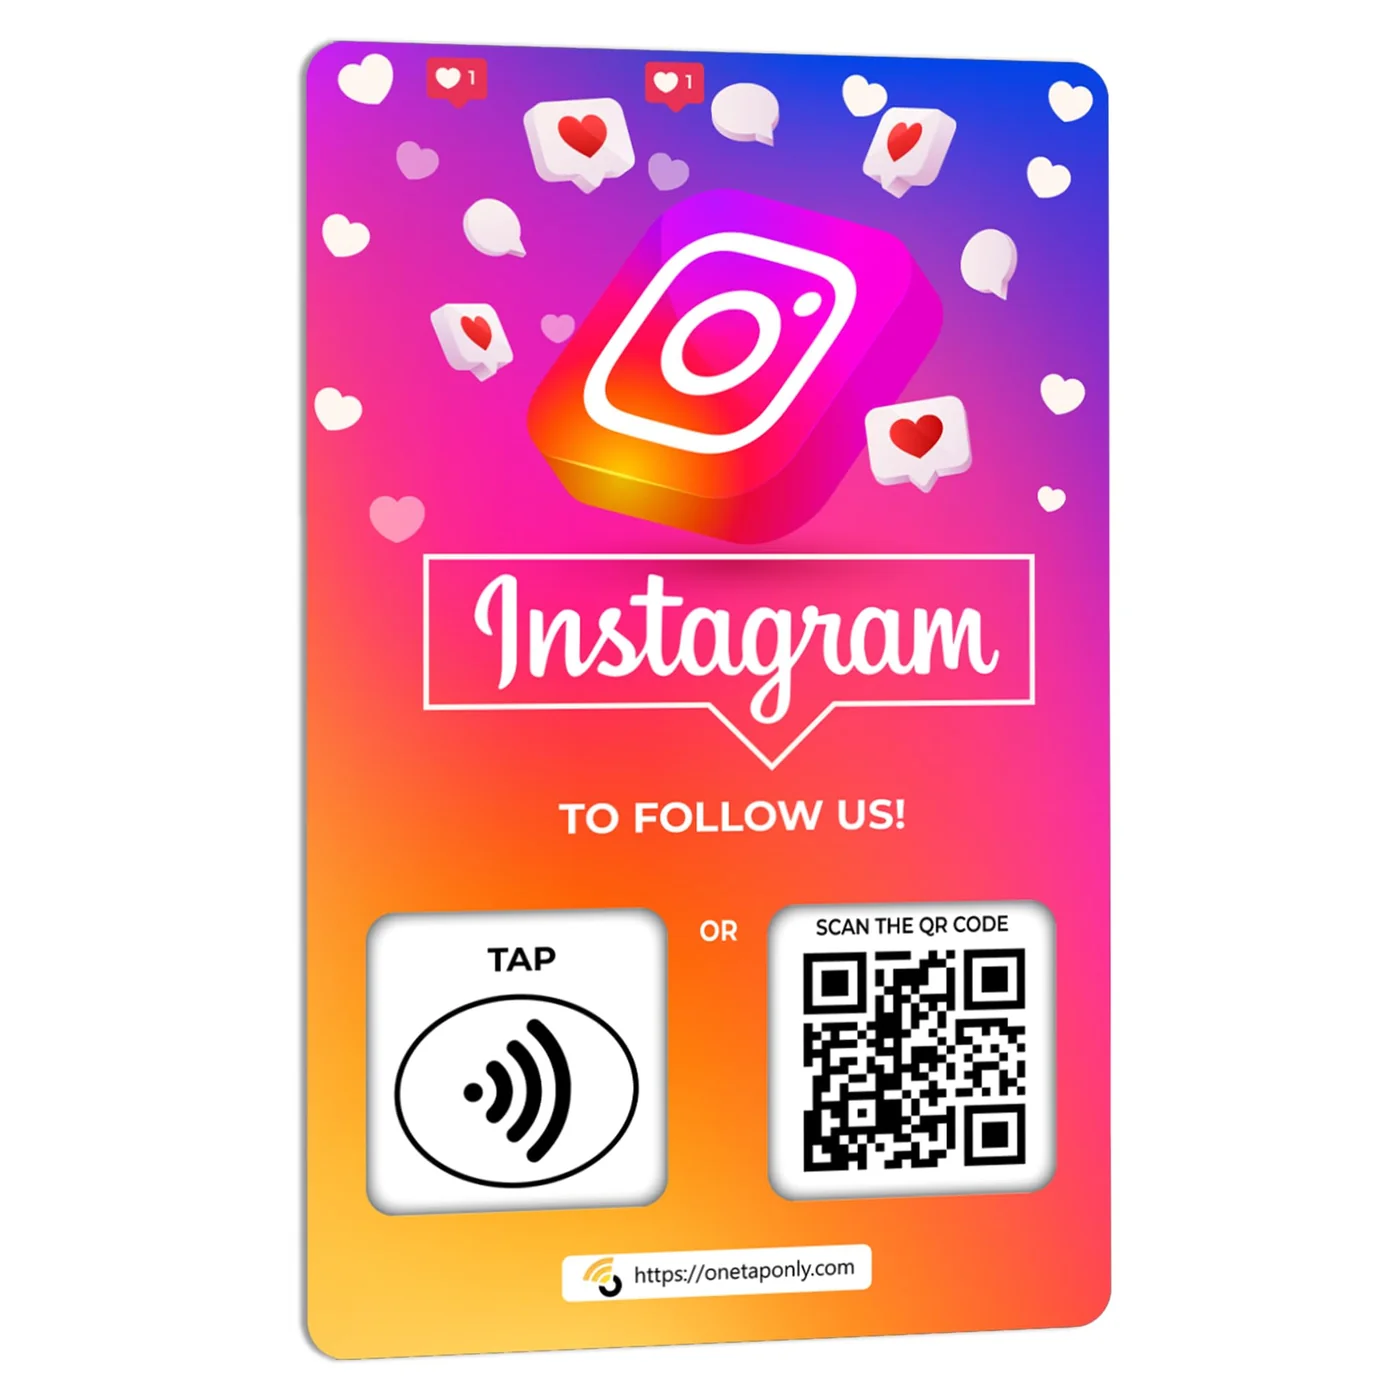 1
1
Instagram
TO FOLLOW US!
TAP
OR
SCAN THE QR CODE
https://onetaponly.com